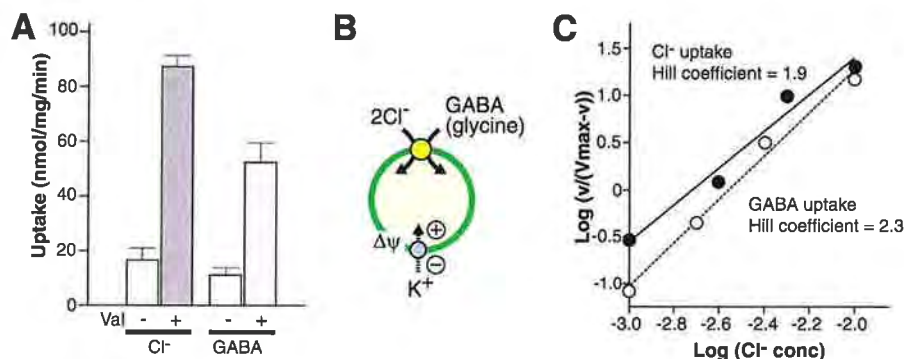 A
Uptake (nmol/mg/min)
100
80
60
40
20
0
Val - + - +
Cl⁻ GABA
B
2Cl⁻ GABA
(glycine)
Δψ + −
K⁺
C
Log (v/(Vmax-v))
1.5
1.0
0.5
0
-0.5
-1.0
Cl⁻ uptake
Hill coefficient = 1.9
GABA uptake
Hill coefficient = 2.3
-3.0 -2.8 -2.6 -2.4 -2.2 -2.0
Log (Cl⁻ conc)